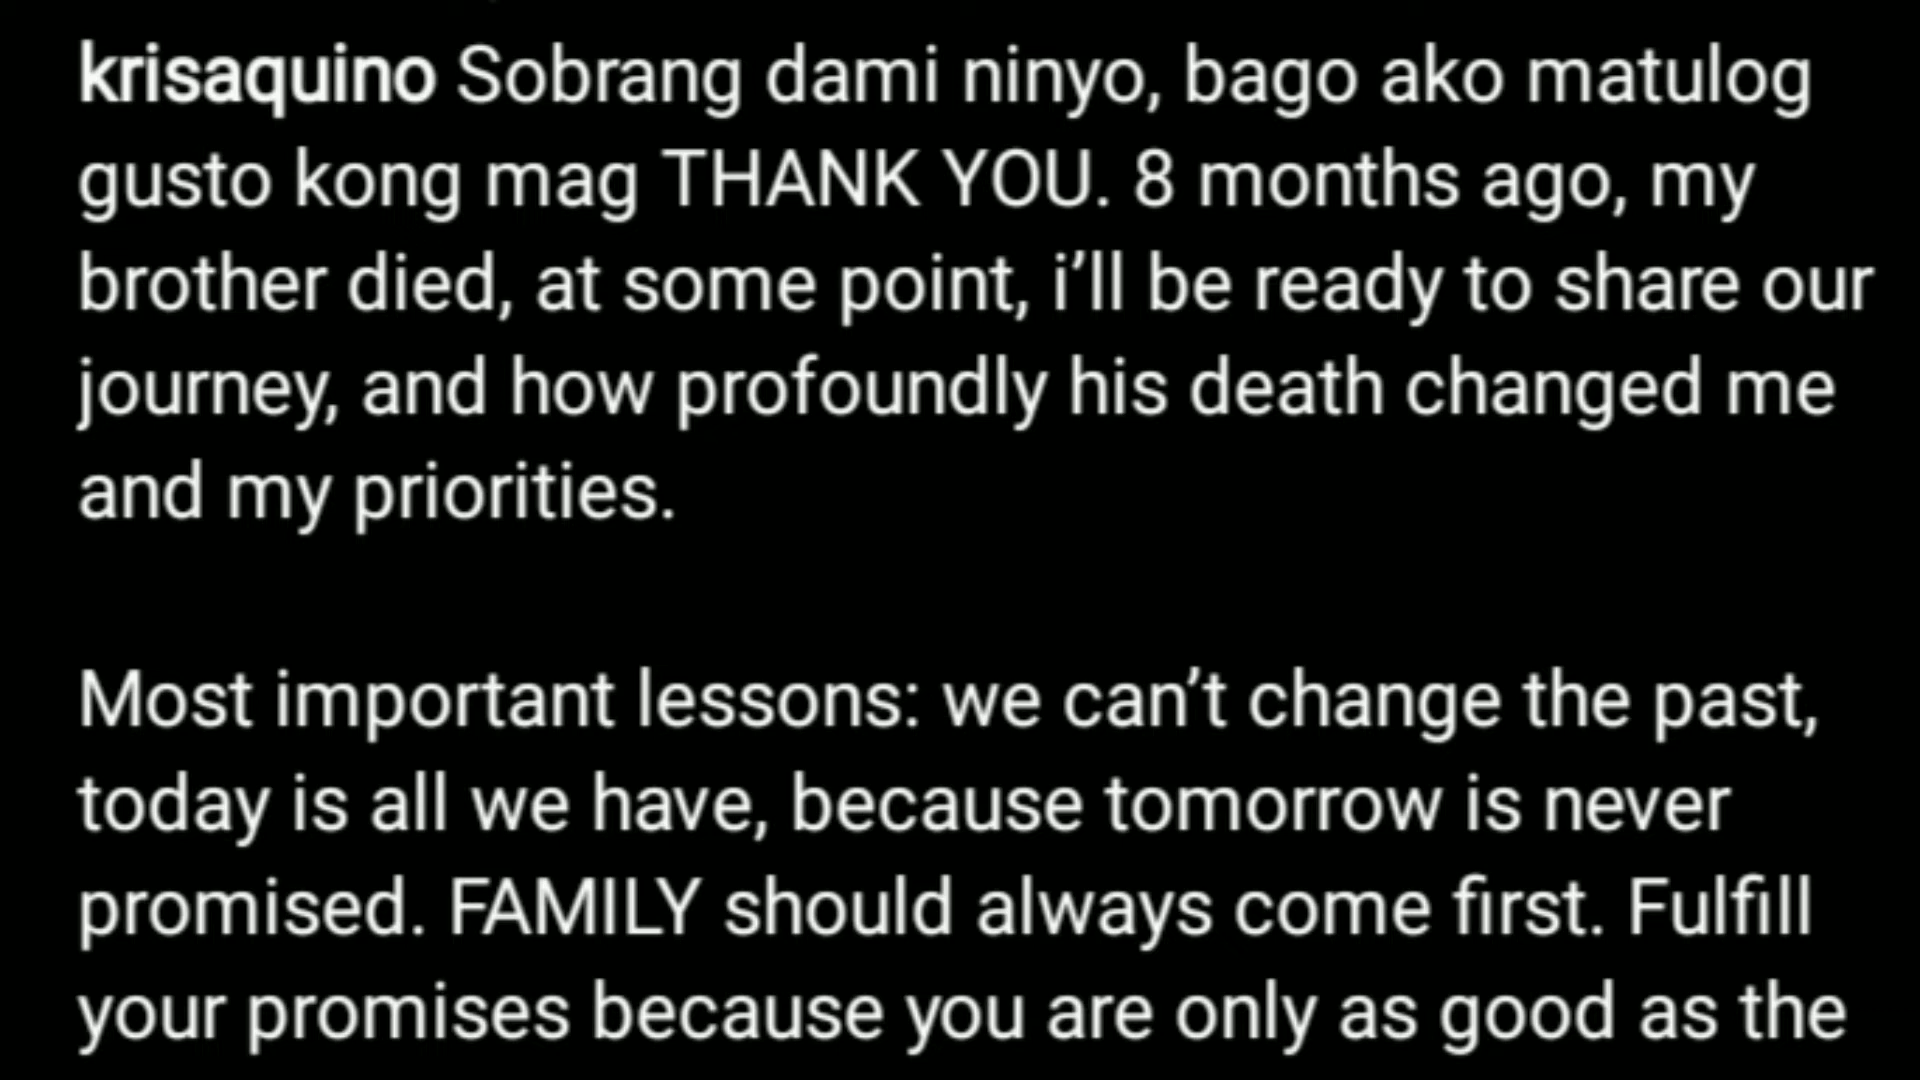 krisaquino Sobrang dami ninyo, bago ako matulog
gusto kong mag THANK YOU. 8 months ago, my
brother died, at some point, i’ll be ready to share our
journey, and how profoundly his death changed me
and my priorities.
Most important lessons: we can’t change the past,
today is all we have, because tomorrow is never
promised. FAMILY should always come first. Fulfill
your promises because you are only as good as the